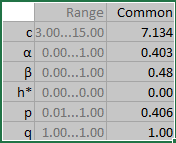 Range Common
c 3.00...15.00 7.134
α 0.00...1.00 0.403
β 0.00...1.00 0.48
h* 0.00...0.00 0.00
p 0.01...1.00 0.406
q 1.00...1.00 1.00